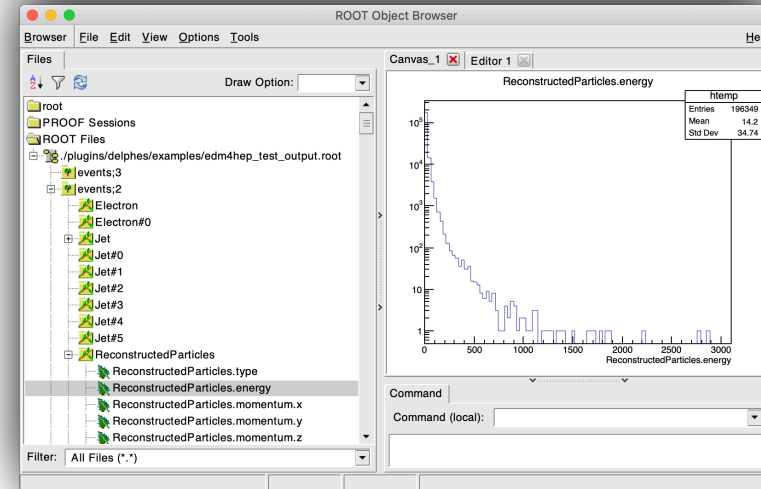 ROOT Object Browser
Browser File Edit View Options Tools He
Files
Draw Option:
root
PROOF Sessions
ROOT Files
./plugins/delphes/examples/edm4hep_test_output.root
events;3
events;2
Electron
Electron#0
Jet
Jet#0
Jet#1
Jet#2
Jet#3
Jet#4
Jet#5
ReconstructedParticles
ReconstructedParticles.type
ReconstructedParticles.energy
ReconstructedParticles.momentum.x
ReconstructedParticles.momentum.y
ReconstructedParticles.momentum.z
Filter: All Files (*.*)
Canvas_1 Editor 1
ReconstructedParticles.energy
htemp
Entries 196349
Mean 14.2
Std Dev 34.74
10⁵
10⁴
10³
10²
10
1
0 500 1000 1500 2000 2500 3000
ReconstructedParticles.energy
Command
Command (local):